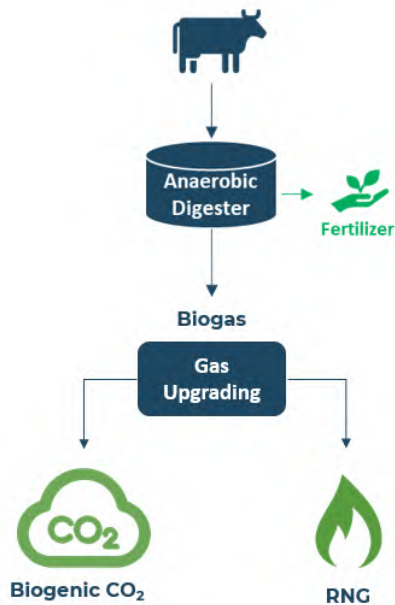 Anaerobic
Digester
Fertilizer
Biogas
Gas
Upgrading
CO₂
Biogenic CO₂
RNG